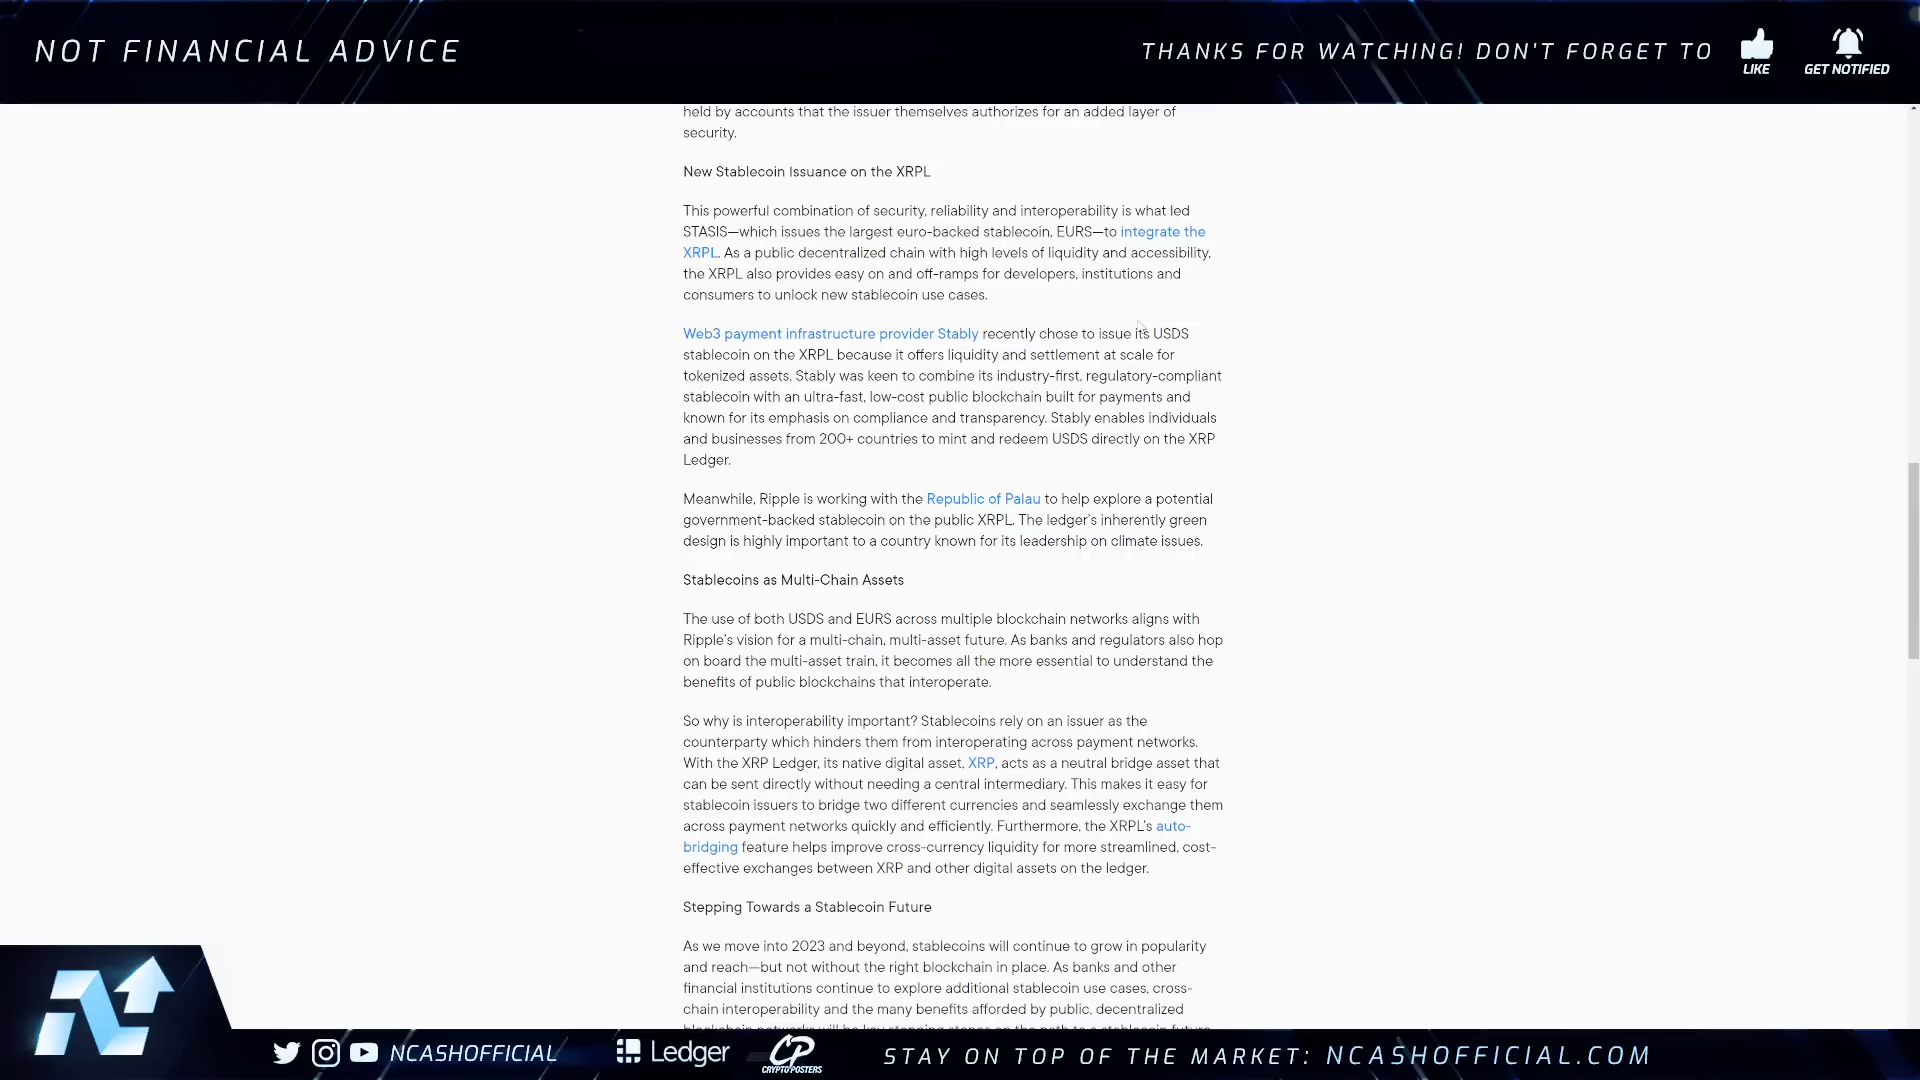 NOT FINANCIAL ADVICE
THANKS FOR WATCHING! DON'T FORGET TO
LIKE
GET NOTIFIED
held by accounts that the issuer themselves authorizes for an added layer of
security.
New Stablecoin Issuance on the XRPL
This powerful combination of security, reliability and interoperability is what led
STASIS—which issues the largest euro-backed stablecoin, EURS—to integrate the
XRPL. As a public decentralized chain with high levels of liquidity and accessibility,
the XRPL also provides easy on and off-ramps for developers, institutions and
consumers to unlock new stablecoin use cases.
Web3 payment infrastructure provider Stably recently chose to issue its USDS
stablecoin on the XRPL because it offers liquidity and settlement at scale for
tokenized assets. Stably was keen to combine its industry-first, regulatory-compliant
stablecoin with an ultra-fast, low-cost public blockchain built for payments and
known for its emphasis on compliance and transparency. Stably enables individuals
and businesses from 200+ countries to mint and redeem USDS directly on the XRP
Ledger.
Meanwhile, Ripple is working with the Republic of Palau to help explore a potential
government-backed stablecoin on the public XRPL. The ledger's inherently green
design is highly important to a country known for its leadership on climate issues.
Stablecoins as Multi-Chain Assets
The use of both USDS and EURS across multiple blockchain networks aligns with
Ripple's vision for a multi-chain, multi-asset future. As banks and regulators also hop
on board the multi-asset train, it becomes all the more essential to understand the
benefits of public blockchains that interoperate.
So why is interoperability important? Stablecoins rely on an issuer as the
counterparty which hinders them from interoperating across payment networks.
With the XRP Ledger, its native digital asset, XRP, acts as a neutral bridge asset that
can be sent directly without needing a central intermediary. This makes it easy for
stablecoin issuers to bridge two different currencies and seamlessly exchange them
across payment networks quickly and efficiently. Furthermore, the XRPL's auto-
bridging feature helps improve cross-currency liquidity for more streamlined, cost-
effective exchanges between XRP and other digital assets on the ledger.
Stepping Towards a Stablecoin Future
As we move into 2023 and beyond, stablecoins will continue to grow in popularity
and reach—but not without the right blockchain in place. As banks and other
financial institutions continue to explore additional stablecoin use cases, cross-
chain interoperability and the many benefits afforded by public, decentralized
blockchain networks will be key stepping stones on the path to a stablecoin future.
NCASHOFFICIAL
Ledger
CP
CRYPTO POSTERS
STAY ON TOP OF THE MARKET: NCASHOFFICIAL.COM